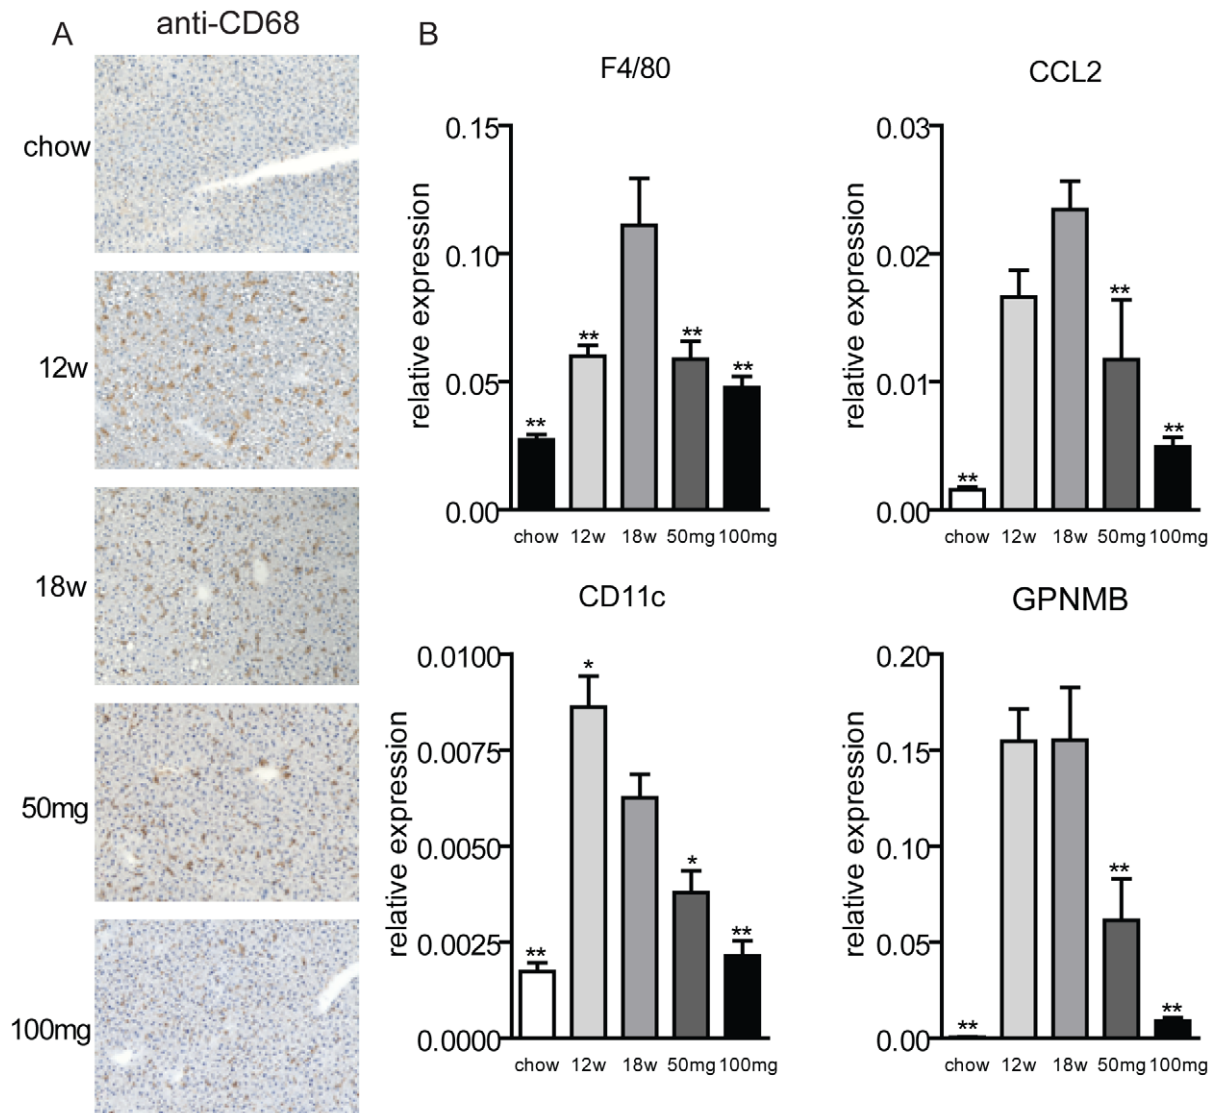 A
anti-CD68
chow
12w
18w
50mg
100mg
B
F4/80
relative expression
0.15
0.10
0.05
0.00
**
**
**
**
chow 12w 18w 50mg 100mg
CCL2
relative expression
0.03
0.02
0.01
0.00
**
**
**
chow 12w 18w 50mg 100mg
CD11c
relative expression
0.0100
0.0075
0.0050
0.0025
0.0000
**
*
*
**
chow 12w 18w 50mg 100mg
GPNMB
relative expression
0.20
0.15
0.10
0.05
0.00
**
**
**
chow 12w 18w 50mg 100mg